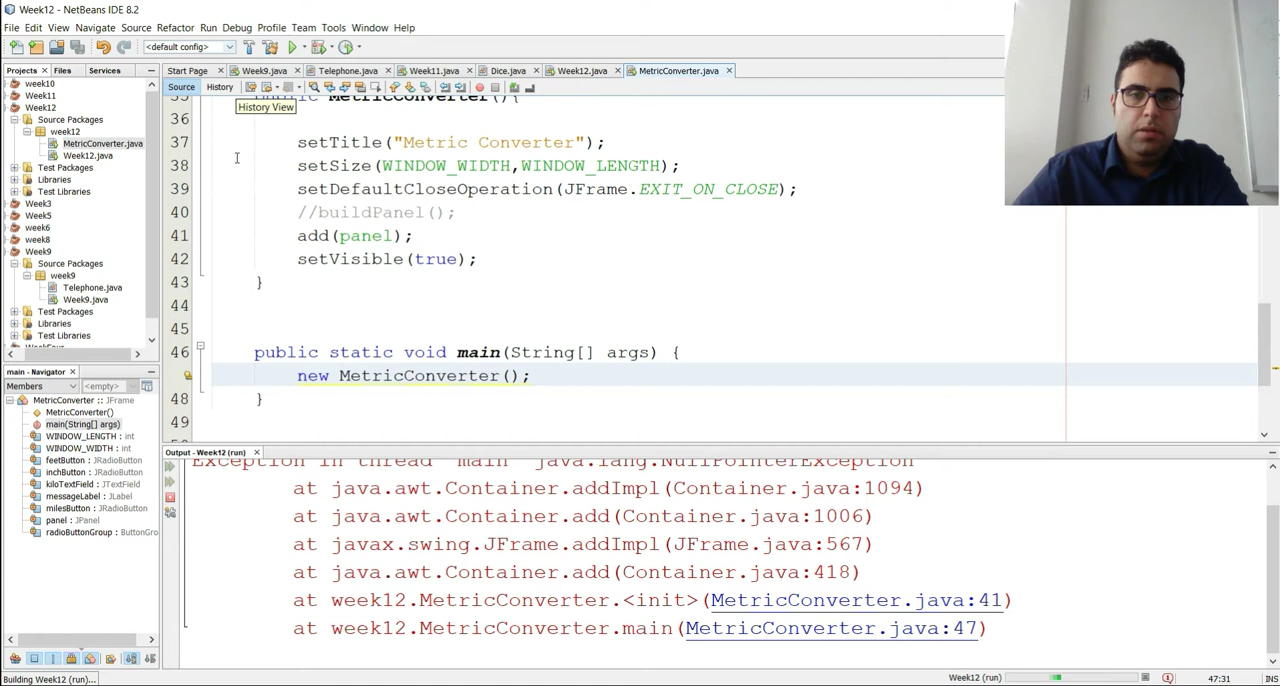 Week12 - NetBeans IDE 8.2
File Edit View Navigate Source Refactor Run Debug Profile Team Tools Window Help
<default config>
Projects Files Services
Start Page Week9.java Telephone.java Week11.java Dice.java Week12.java MetricConverter.java
Source History
History View
week10
Week11
Week12
Source Packages
week12
MetricConverter.java
Week12.java
Test Packages
Libraries
Test Libraries
Week3
Week5
week6
week8
Week9
Source Packages
week9
Telephone.java
Week9.java
Test Packages
Libraries
Test Libraries
35 public MetricConverter(){
36
37 setTitle("Metric Converter");
38 setSize(WINDOW_WIDTH,WINDOW_LENGTH);
39 setDefaultCloseOperation(JFrame.EXIT_ON_CLOSE);
40 //buildPanel();
41 add(panel);
42 setVisible(true);
43 }
44
45
46 public static void main(String[] args) {
new MetricConverter();
48 }
49
main - Navigator
Members <empty>
MetricConverter :: JFrame
MetricConverter()
main(String[] args)
WINDOW_LENGTH : int
WINDOW_WIDTH : int
feetButton : JRadioButton
inchButton : JRadioButton
kiloTextField : JTextField
messageLabel : JLabel
milesButton : JRadioButton
panel : JPanel
radioButtonGroup : ButtonGro
Output - Week12 (run)
Exception in thread "main" java.lang.NullPointerException
at java.awt.Container.addImpl(Container.java:1094)
at java.awt.Container.add(Container.java:1006)
at javax.swing.JFrame.addImpl(JFrame.java:567)
at java.awt.Container.add(Container.java:418)
at week12.MetricConverter.<init>(MetricConverter.java:41)
at week12.MetricConverter.main(MetricConverter.java:47)
Building Week12 (run)...
Week12 (run)
47:31
INS